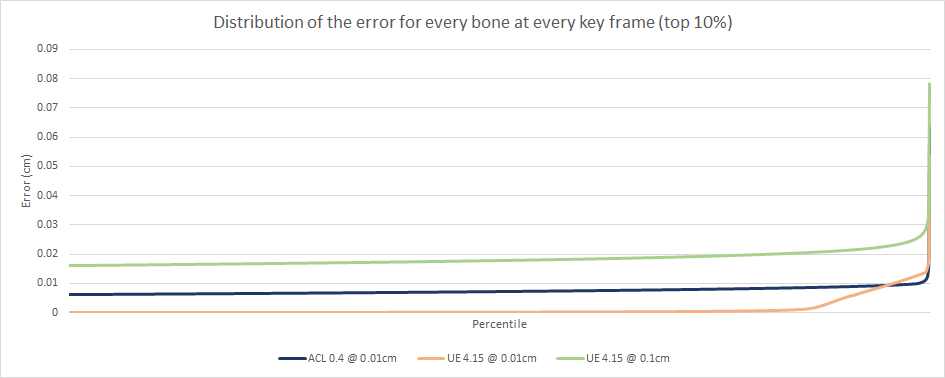 Distribution of the error for every bone at every key frame (top 10%)
0.09
0.08
0.07
0.06
0.05
0.04
0.03
0.02
0.01
0
Error (cm)
Percentile
ACL 0.4 @ 0.01cm UE 4.15 @ 0.01cm UE 4.15 @ 0.1cm